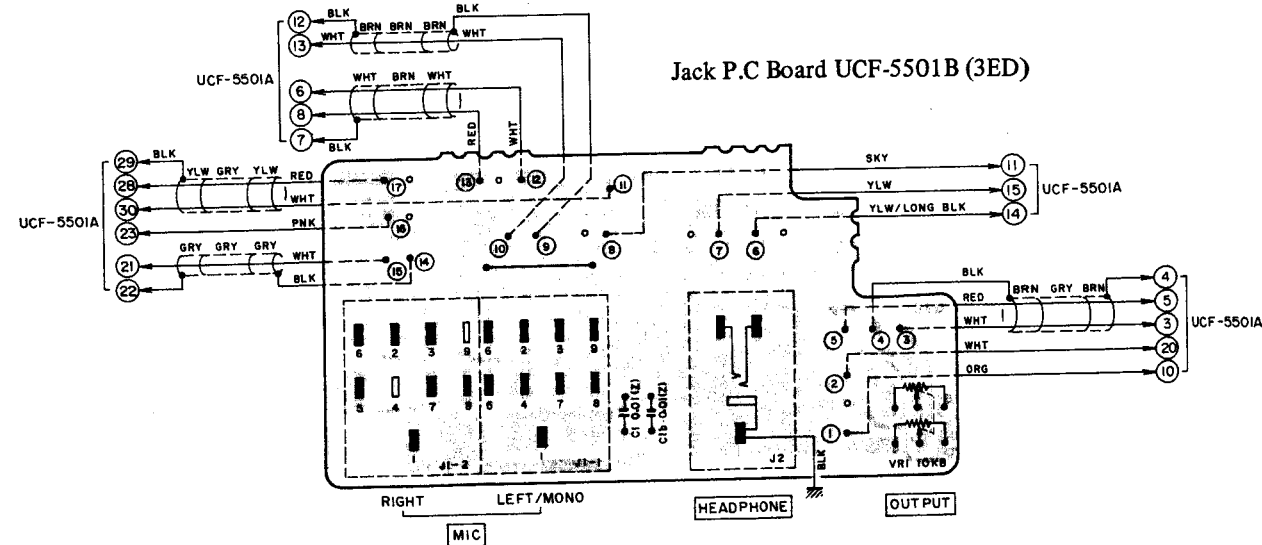 Jack P.C Board UCF-5501B (3ED)
12 BLK BLK
BRN BRN BRN
13 WHT WHT
UCF-5501A
WHT BRN WHT
6
8
7 BLK
RED WHT
29 BLK
YLW GRY YLW
28 RED 17 13 12
30 WHT 11
UCF-5501A
23 PNK 16
GRY GRY GRY
21 WHT 15 14
22 BLK
10 9 8 7 6
SKY 11
YLW 15
UCF-5501A
YLW/LONG BLK 14
BLK 4
BRN GRY BRN
RED 5
WHT 3
UCF-5501A
WHT 20
ORG 10
5 4 3
2
1
6 2 3 9 6 2 3 9
5 4 7 8 6 4 7 8
C1 0.01(Z)
C1b 0.01(Z)
J1-2 J1-1 J2
BLK
VR1 10KB
RIGHT LEFT/MONO
MIC
HEADPHONE
OUTPUT